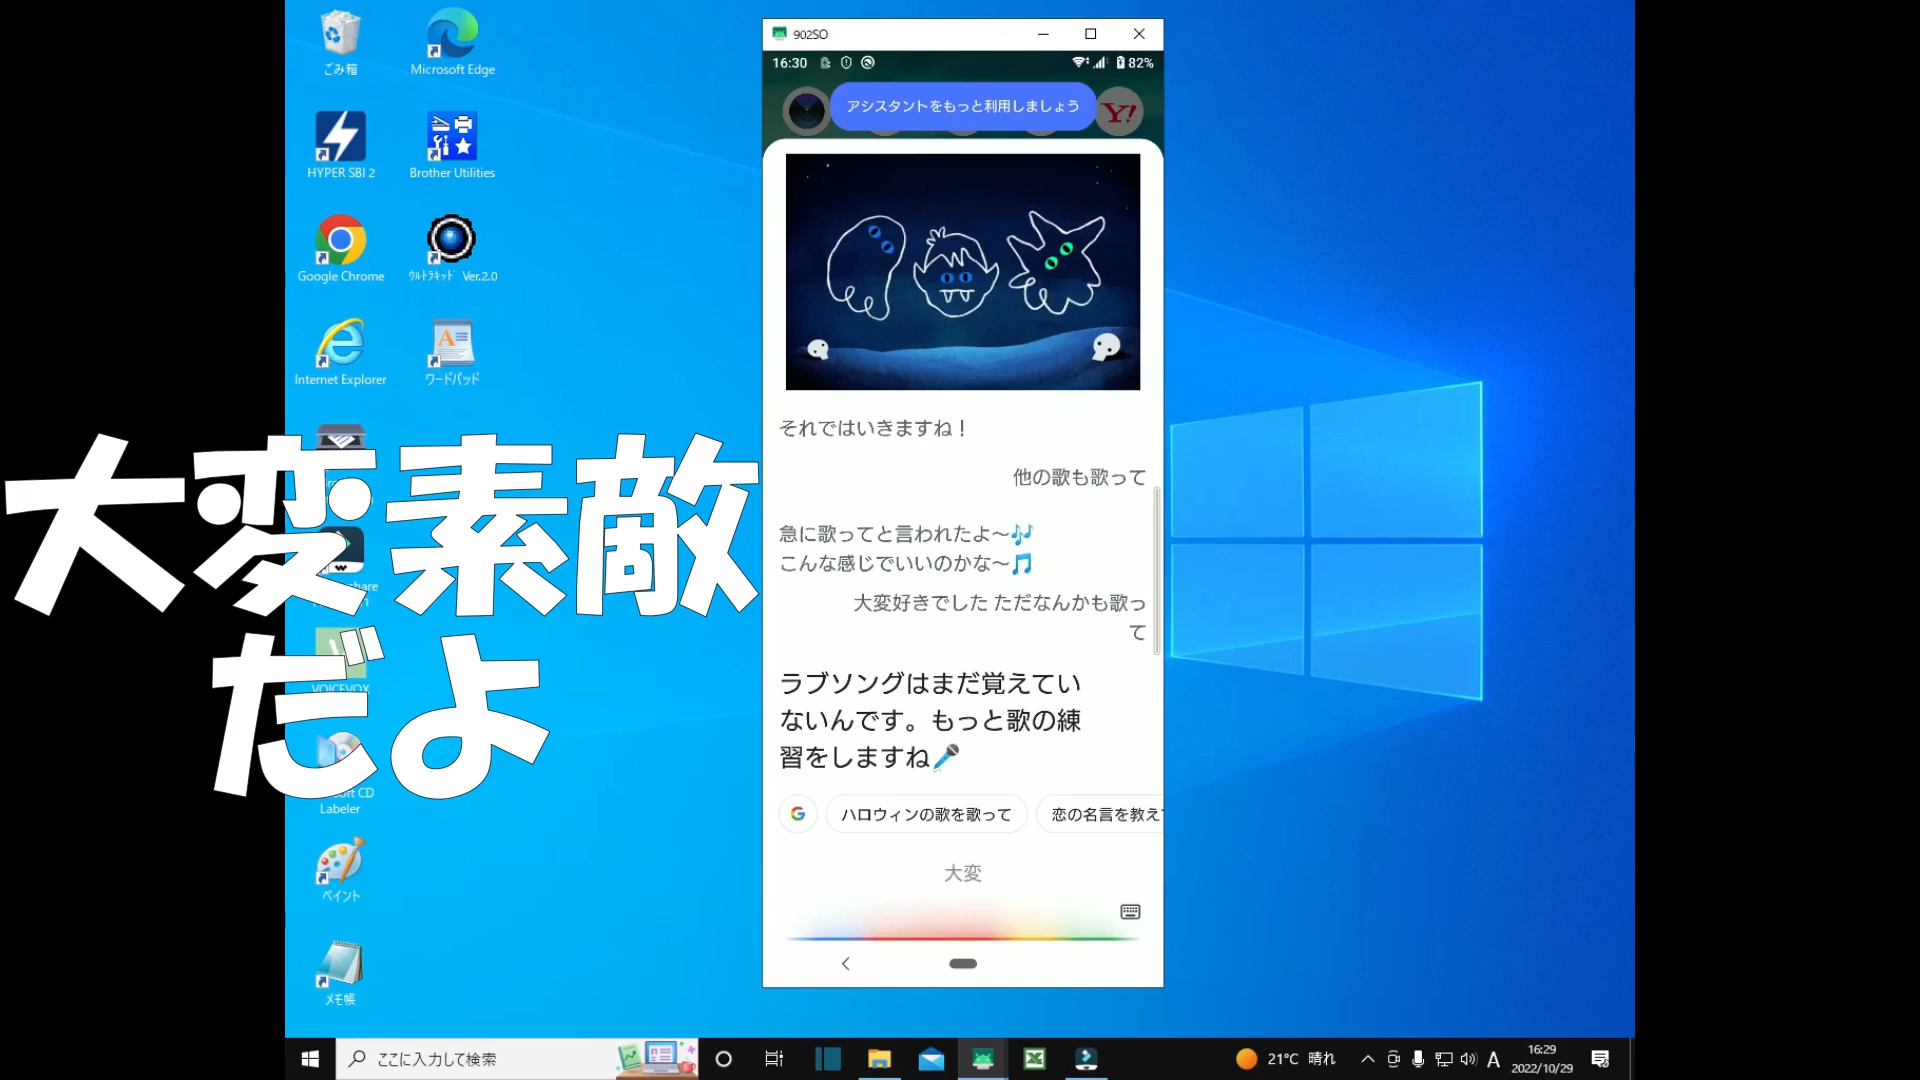 ごみ箱
Microsoft Edge
HYPER SBI 2
Brother Utilities
Google Chrome
ｳﾙﾄﾗｷｯﾄﾞ Ver.2.0
Internet Explorer
ワードパッド
VOICEVOX
CD
Labeler
ペイント
メモ帳
大変素敵
だよ
902SO
16:30
82%
アシスタントをもっと利用しましょう
Y!
それではいきますね！
他の歌も歌って
急に歌ってと言われたよ～🎶
こんな感じでいいのかな～🎵
大変好きでした ただなんかも歌っ
て
ラブソングはまだ覚えてい
ないんです。もっと歌の練
習をしますね🎤
ハロウィンの歌を歌って
恋の名言を教え
大変
ここに入力して検索
21°C 晴れ
A
16:29
2022/10/29